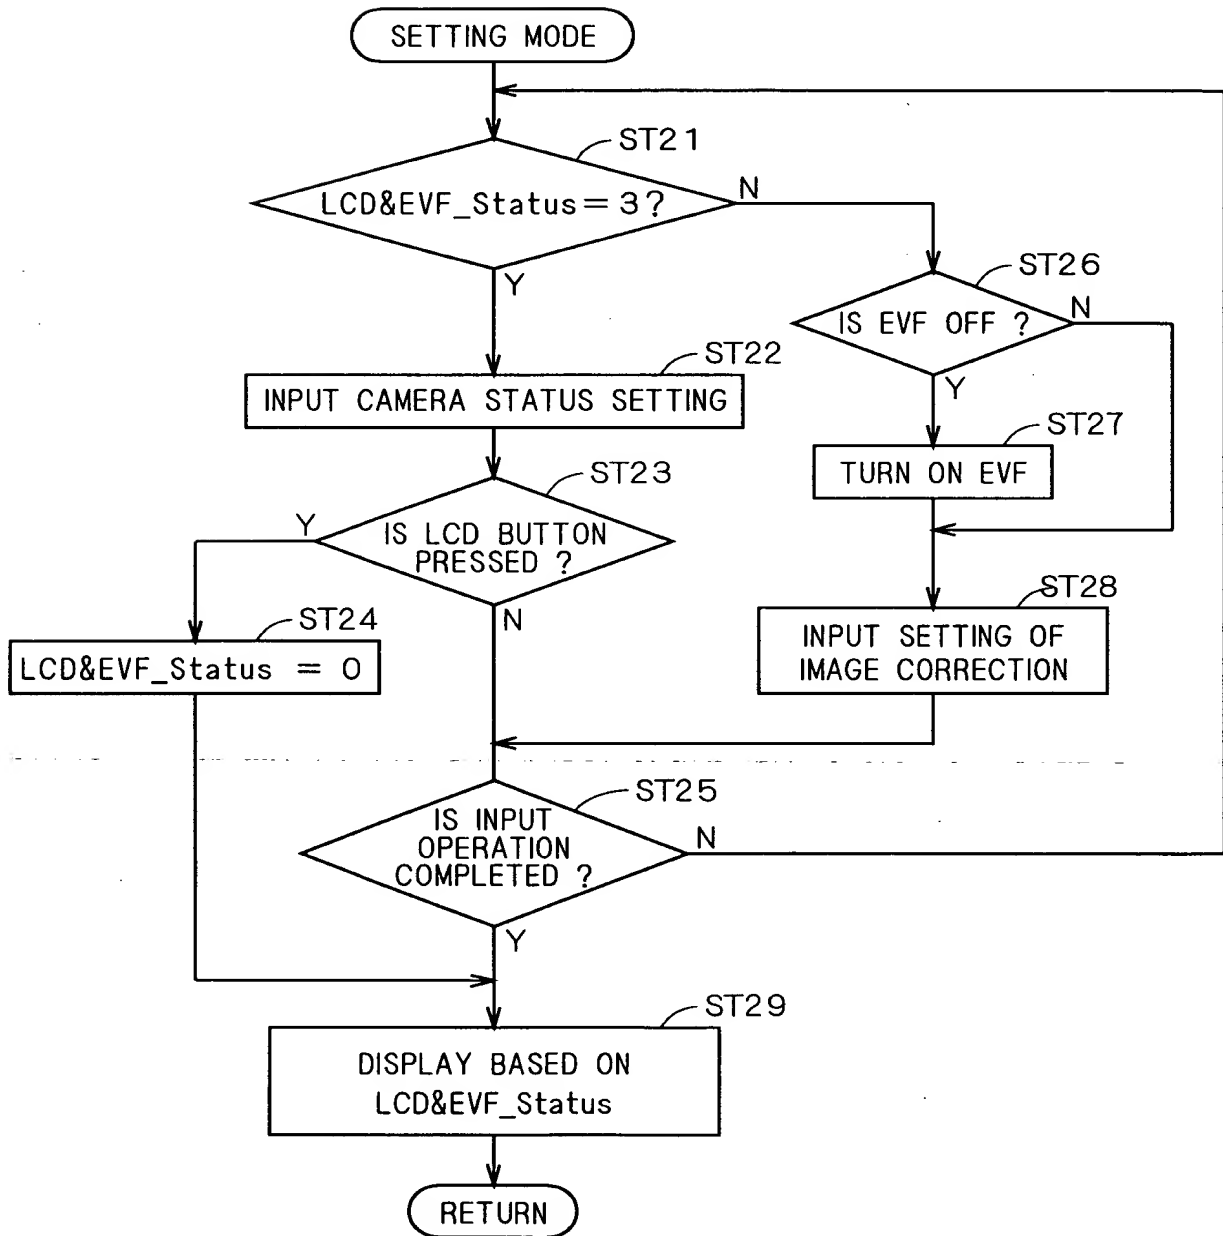 SETTING MODE
ST21
LCD&EVF_Status=3?
N
Y
ST26
IS EVF OFF ?
N
Y
ST22
INPUT CAMERA STATUS SETTING
ST27
TURN ON EVF
ST23
Y
IS LCD BUTTON
PRESSED ?
N
ST24
LCD&EVF_Status = 0
ST28
INPUT SETTING OF
IMAGE CORRECTION
ST25
IS INPUT
OPERATION
COMPLETED ?
N
Y
ST29
DISPLAY BASED ON
LCD&EVF_Status
RETURN